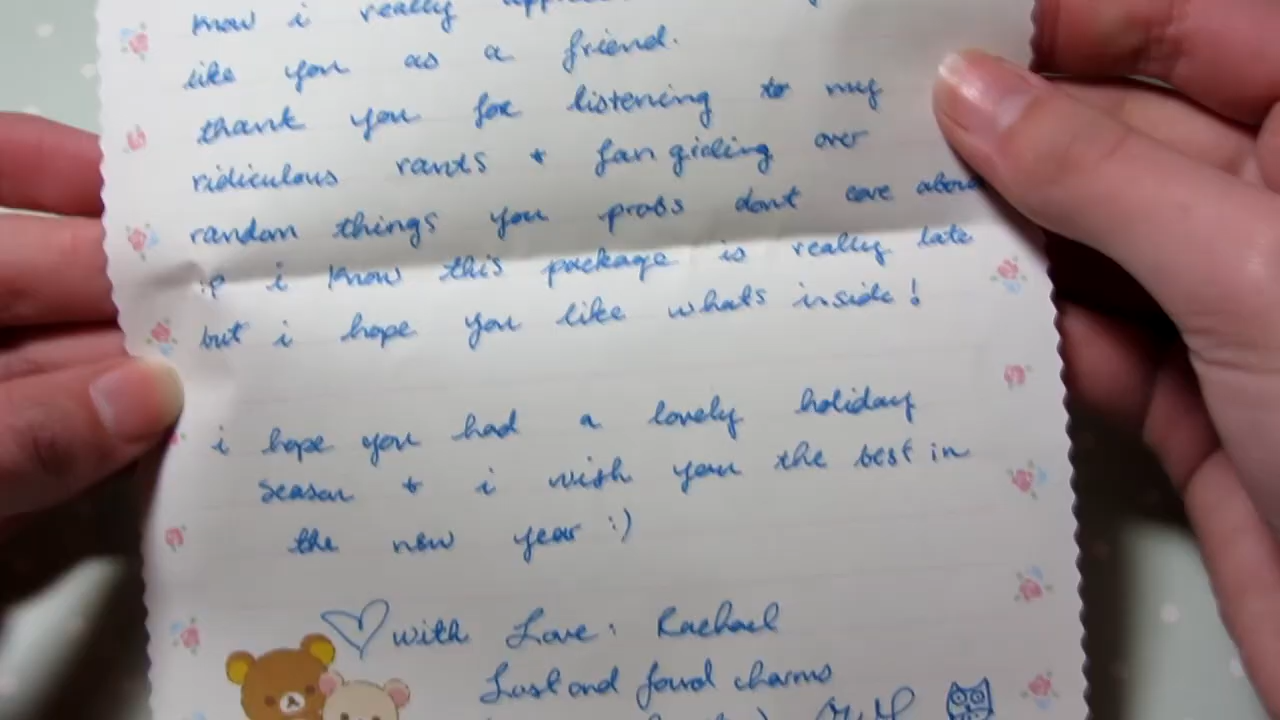 know i really
like you as a friend.
thank you for listening to my
ridiculous rants + fangirling over
random things you probs dont care about
:p i know this package is really late
but i hope you like whats inside!
i hope you had a lovely holiday
season + i wish you the best in
the new year :)
with Love: Rachael
Lost and found charms